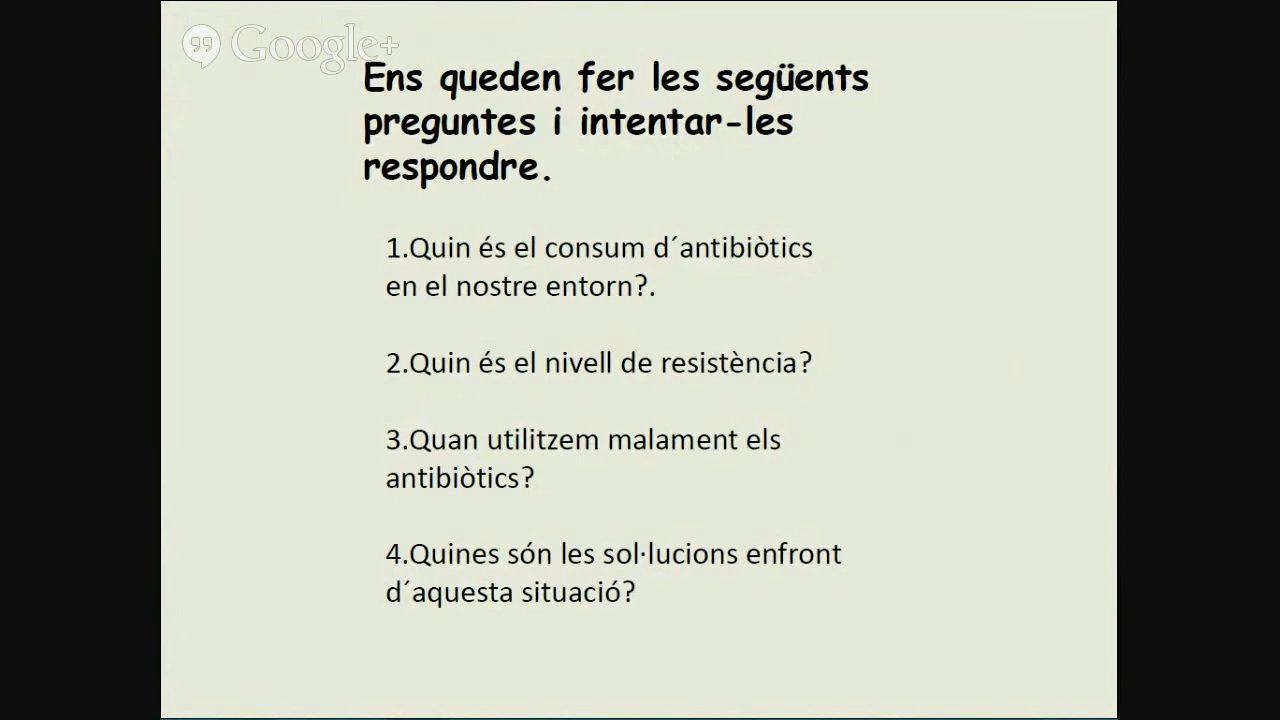 Google+
Ens queden fer les següents
preguntes i intentar-les
respondre.
1.Quin és el consum d´antibiòtics
en el nostre entorn?.
2.Quin és el nivell de resistència?
3.Quan utilitzem malament els
antibiòtics?
4.Quines són les sol·lucions enfront
d´aquesta situació?